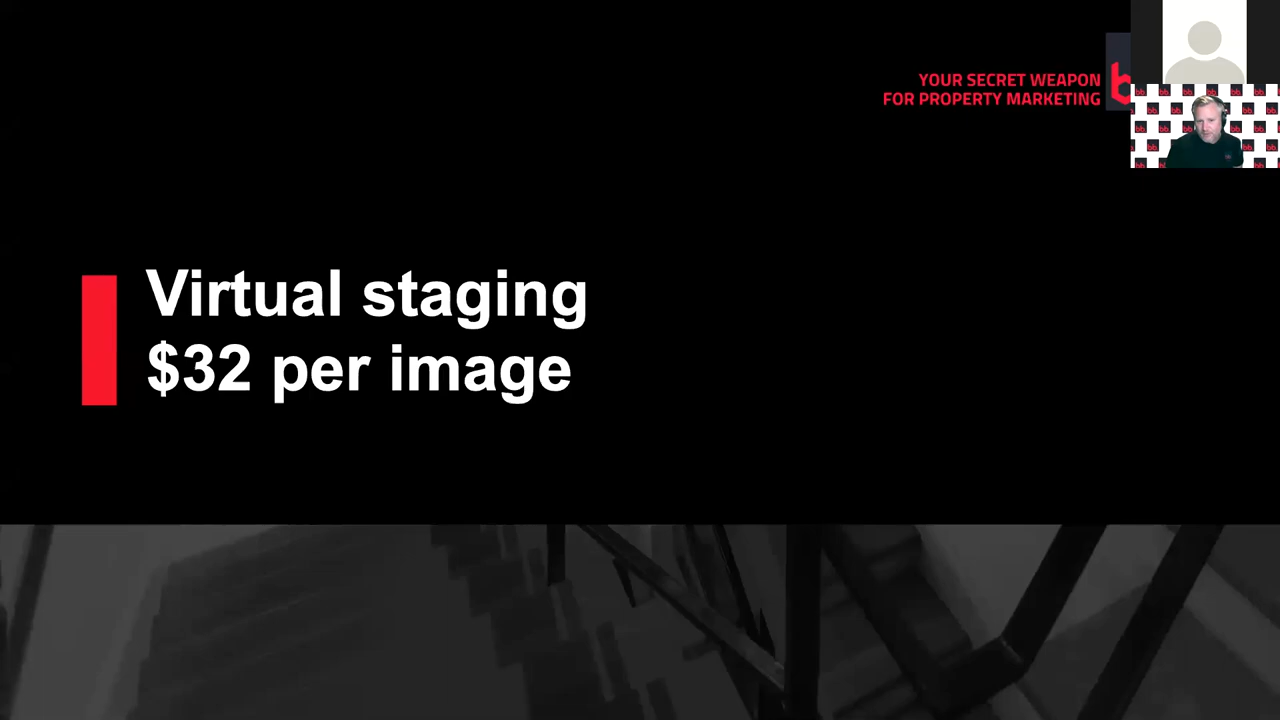 YOUR SECRET WEAPON
FOR PROPERTY MARKETING
Virtual staging
$32 per image